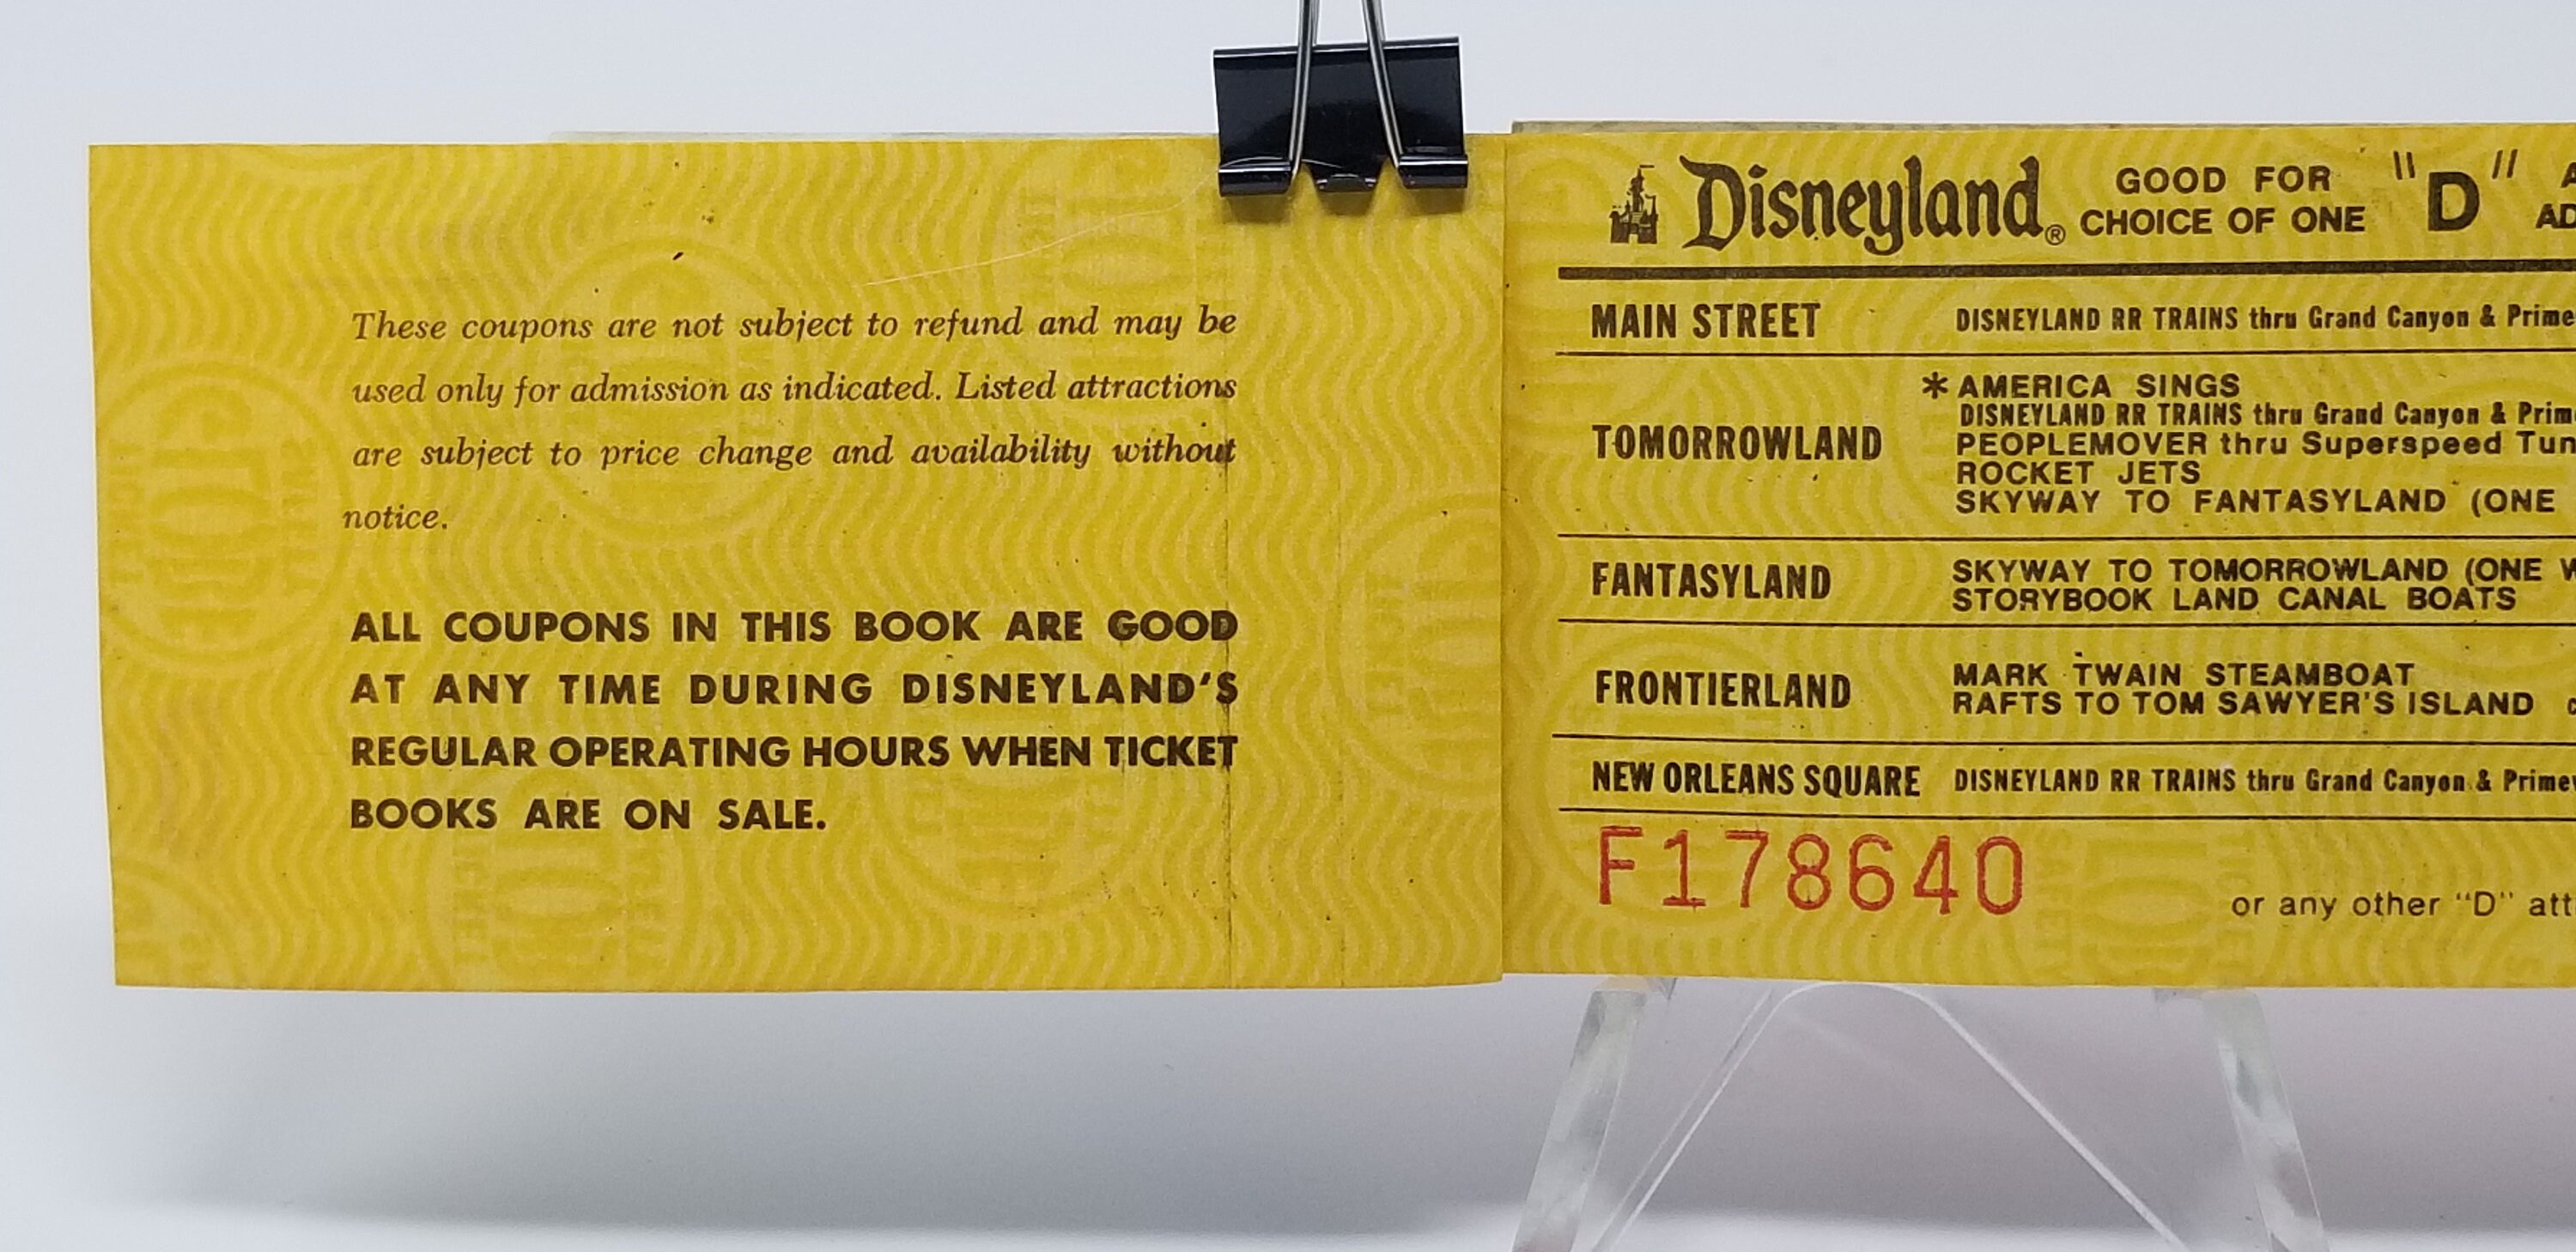 These coupons are not subject to refund and may be
used only for admission as indicated. Listed attractions
are subject to price change and availability without
notice.
ALL COUPONS IN THIS BOOK ARE GOOD
AT ANY TIME DURING DISNEYLAND'S
REGULAR OPERATING HOURS WHEN TICKET
BOOKS ARE ON SALE.
Disneyland® GOOD FOR "D"
CHOICE OF ONE
MAIN STREET DISNEYLAND RR TRAINS thru Grand Canyon &
* AMERICA SINGS
DISNEYLAND RR TRAINS thru Grand Canyon &
TOMORROWLAND PEOPLEMOVER thru Superspeed
ROCKET JETS
SKYWAY TO FANTASYLAND (ONE
FANTASYLAND SKYWAY TO TOMORROWLAND (ONE
STORYBOOK LAND CANAL BOATS
FRONTIERLAND MARK TWAIN STEAMBOAT
RAFTS TO TOM SAWYER'S ISLAND
NEW ORLEANS SQUARE DISNEYLAND RR TRAINS thru Grand Canyon &
F178640
or any other "D"